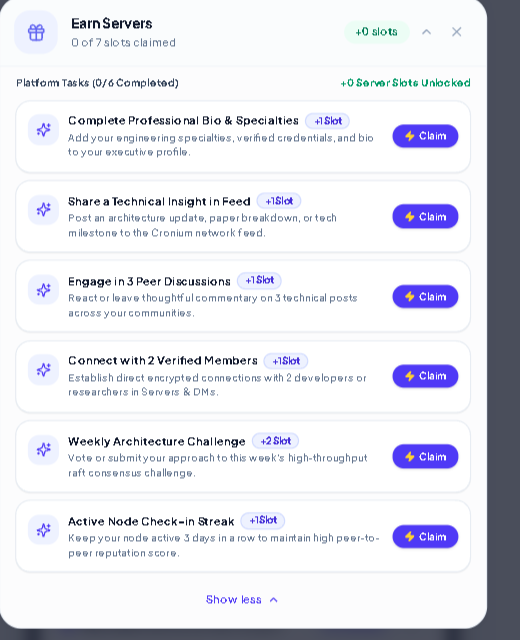 Earn Servers
0 of 7 slots claimed
+0 slots
Platform Tasks (0/6 Completed)
+0 Server Slots Unlocked
Complete Professional Bio & Specialties
+1 Slot
Add your engineering specialties, verified credentials, and bio
to your executive profile.
Claim
Share a Technical Insight in Feed
+1 Slot
Post an architecture update, paper breakdown, or tech
milestone to the Cronium network feed.
Claim
Engage in 3 Peer Discussions
+1 Slot
React or leave thoughtful commentary on 3 technical posts
across your communities.
Claim
Connect with 2 Verified Members
+1 Slot
Establish direct encrypted connections with 2 developers or
researchers in Servers & DMs.
Claim
Weekly Architecture Challenge
+2 Slot
Vote or submit your approach to this week's high-throughput
raft consensus challenge.
Claim
Active Node Check-in Streak
+1 Slot
Keep your node active 3 days in a row to maintain high peer-to-
peer reputation score.
Claim
Show less